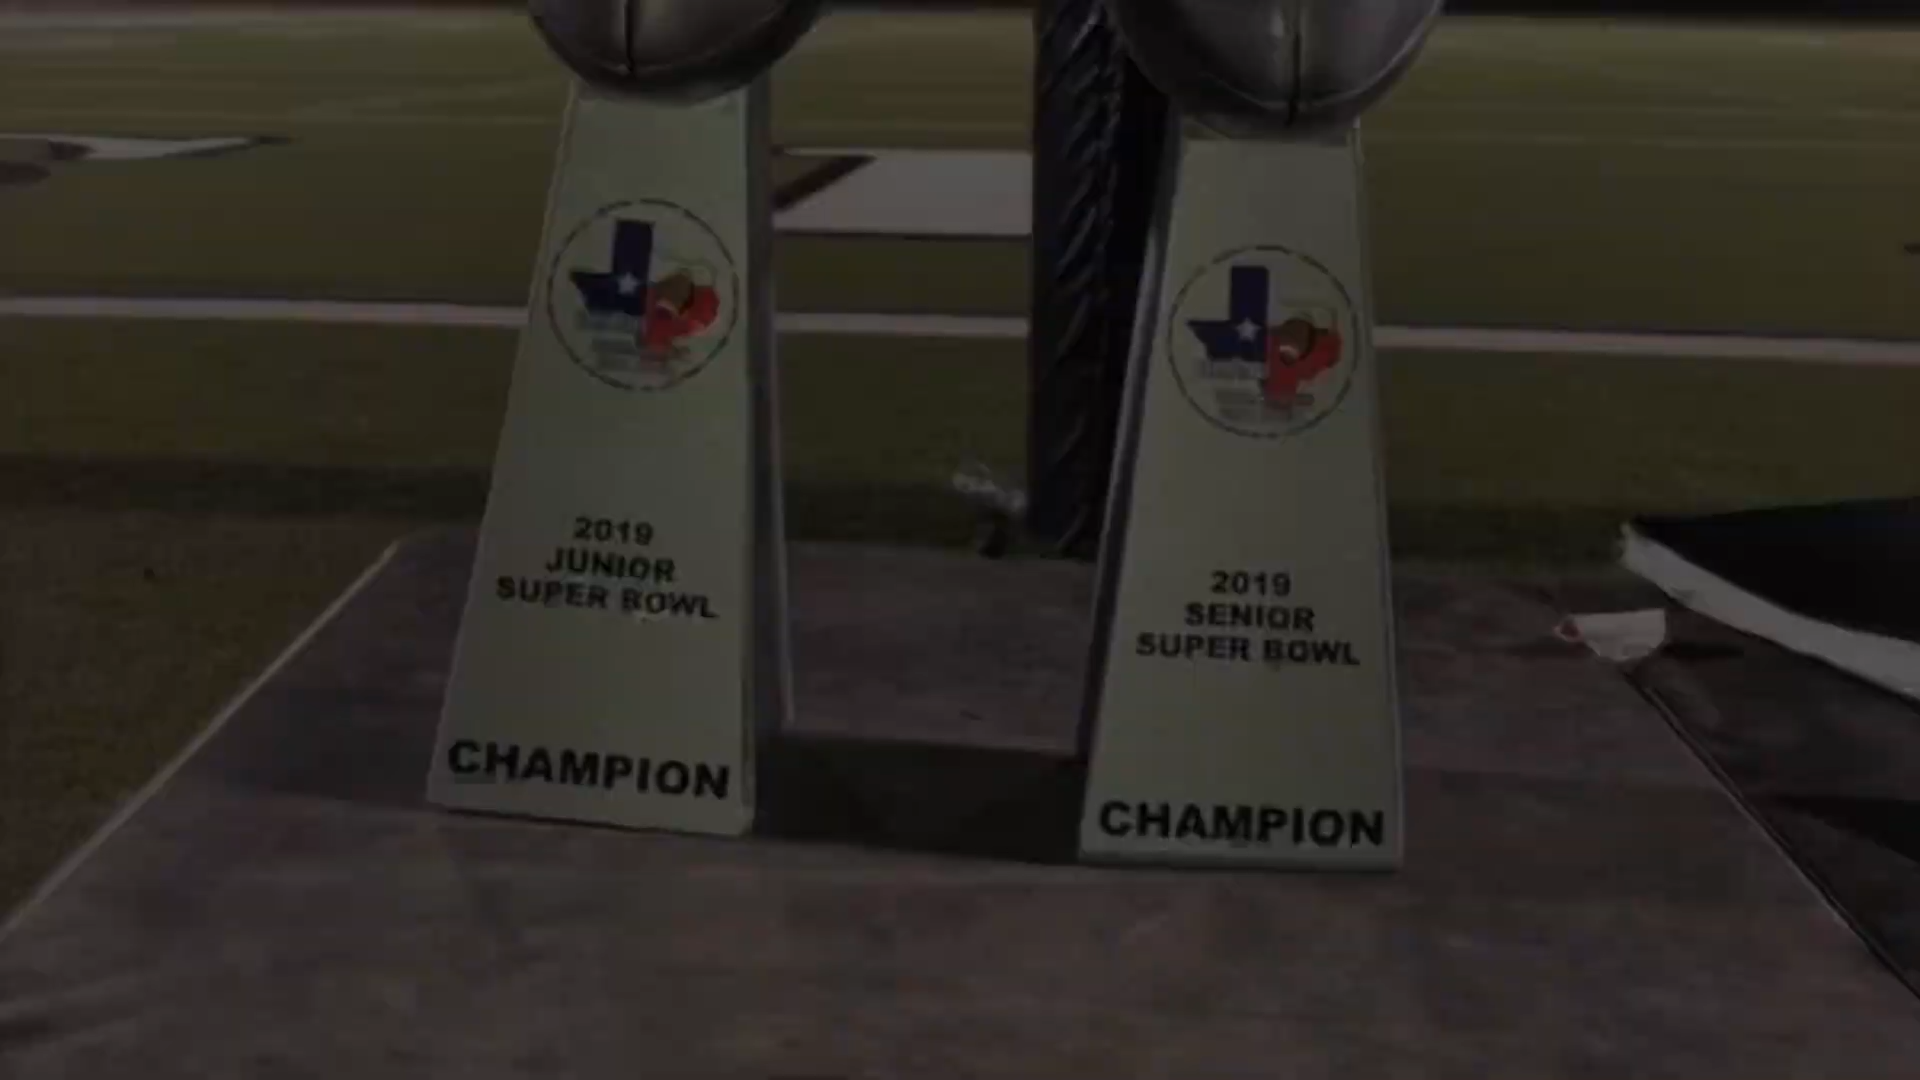 2019
JUNIOR
SUPER BOWL
CHAMPION
2019
SENIOR
SUPER BOWL
CHAMPION